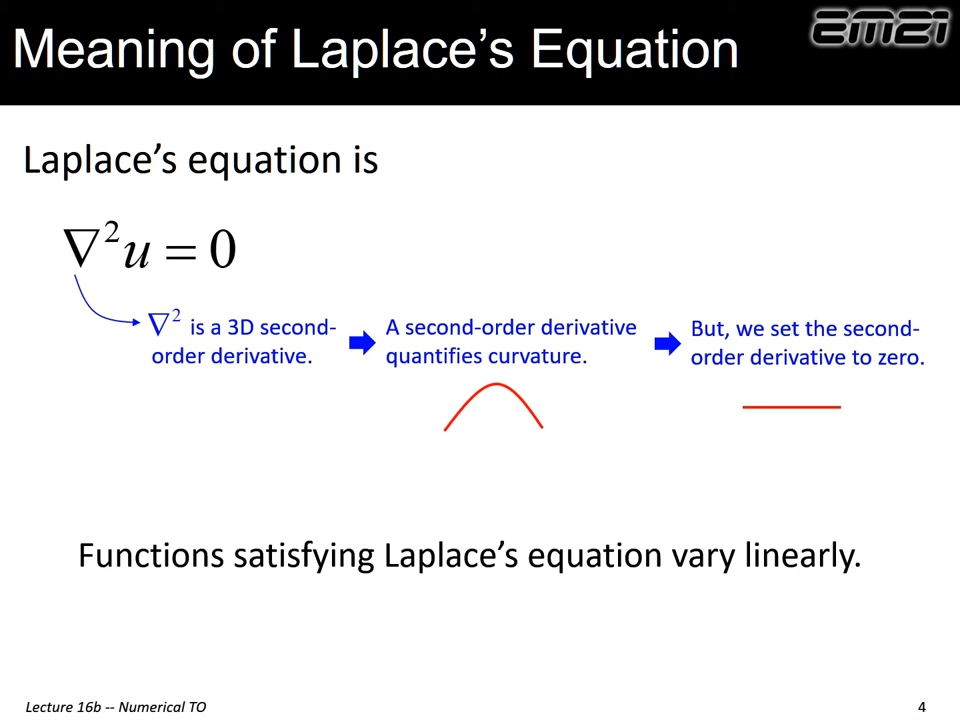 Meaning of Laplace's Equation
EM21
Laplace's equation is
∇²u = 0
∇² is a 3D second-
order derivative.
A second-order derivative
quantifies curvature.
But, we set the second-
order derivative to zero.
Functions satisfying Laplace's equation vary linearly.
Lecture 16b -- Numerical TO
4